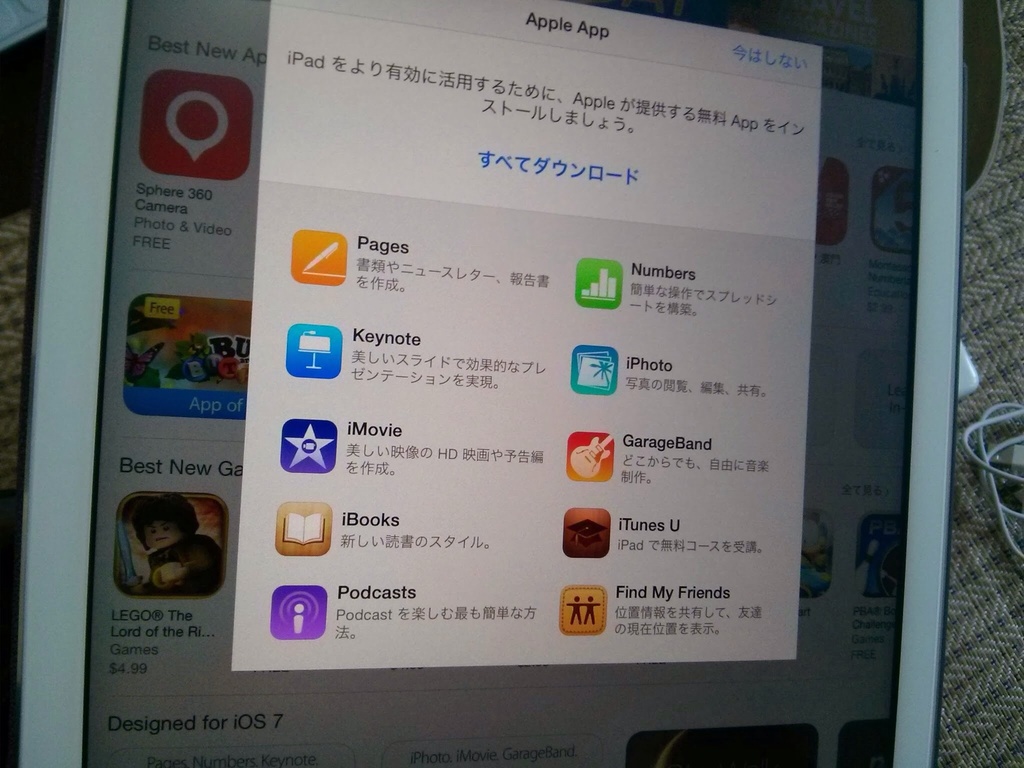 Apple App
今はしない
iPad をより有効に活用するために、Apple が提供する無料 App をイン
ストールしましょう。
すべてダウンロード
Pages
書類やニュースレター、報告書
を作成。
Numbers
簡単な操作でスプレッドシ
ートを構築。
Keynote
美しいスライドで効果的なプレ
ゼンテーションを実現。
iPhoto
写真の閲覧、編集、共有。
iMovie
美しい映像の HD 映画や予告編
を作成。
GarageBand
どこからでも、自由に音楽
制作。
iBooks
新しい読書のスタイル。
iTunes U
iPad で無料コースを受講。
Podcasts
Podcast を楽しむ最も簡単な方
法。
Find My Friends
位置情報を共有して、友達
の現在位置を表示。
Best New Ap
Sphere 360
Camera
Photo & Video
FREE
全て見る
Free
BU
App of
Best New Ga
全て見る
LEGO® The
Lord of the Ri...
Games
$4.99
PBA® Bo
Challenge
Games
FREE
Designed for iOS 7
Pages, Numbers, Keynote.
iPhoto, iMovie, GarageBand.